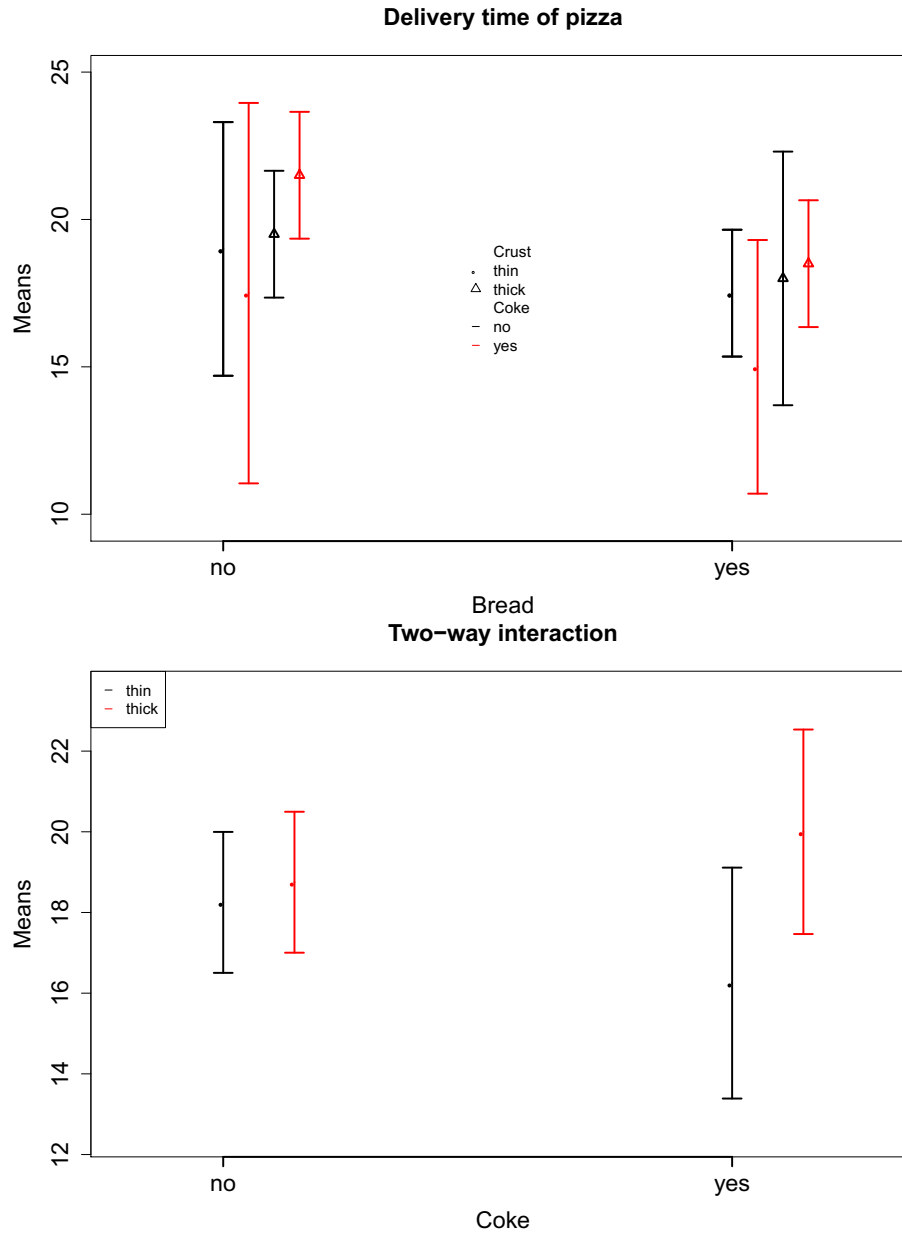 Delivery time of pizza
25
20
15
10
Means
Crust
thin
thick
Coke
no
yes
no
yes
Bread
Two−way interaction
thin
thick
22
20
18
16
14
12
Means
no
yes
Coke